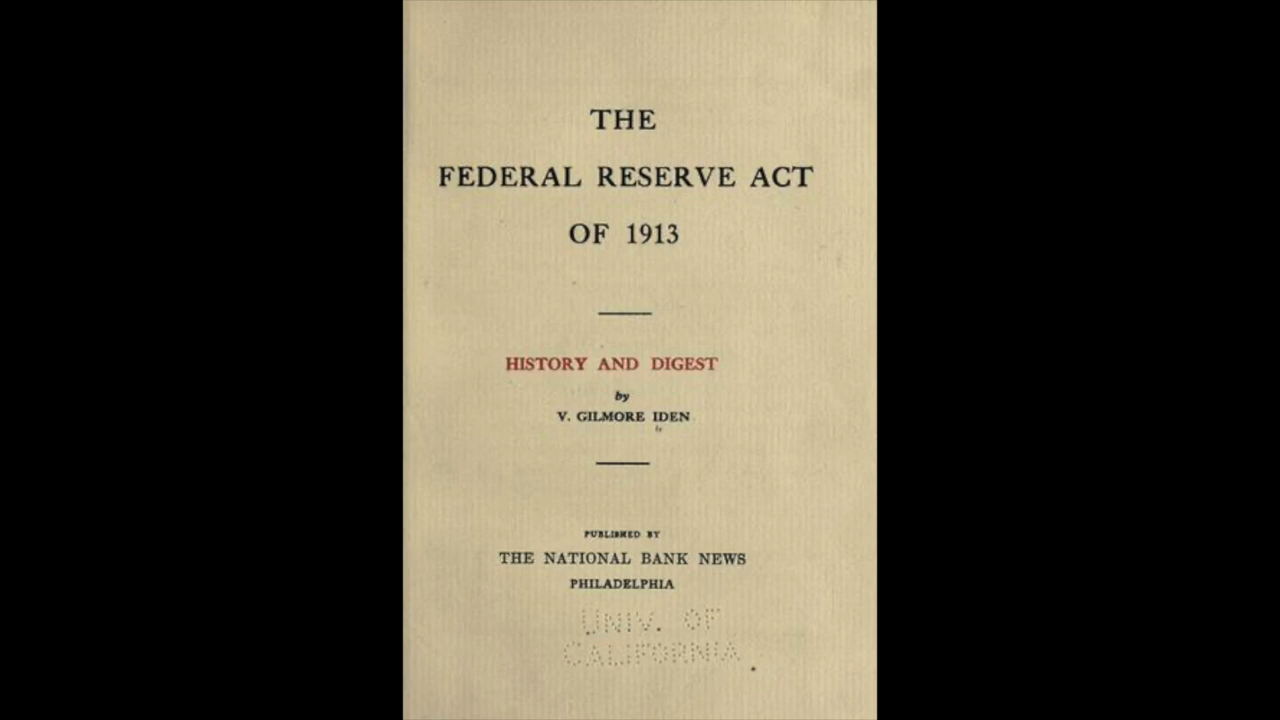 THE
FEDERAL RESERVE ACT
OF 1913
HISTORY AND DIGEST
by
V. GILMORE IDEN
PUBLISHED BY
THE NATIONAL BANK NEWS
PHILADELPHIA
UNIV. OF
CALIFORNIA